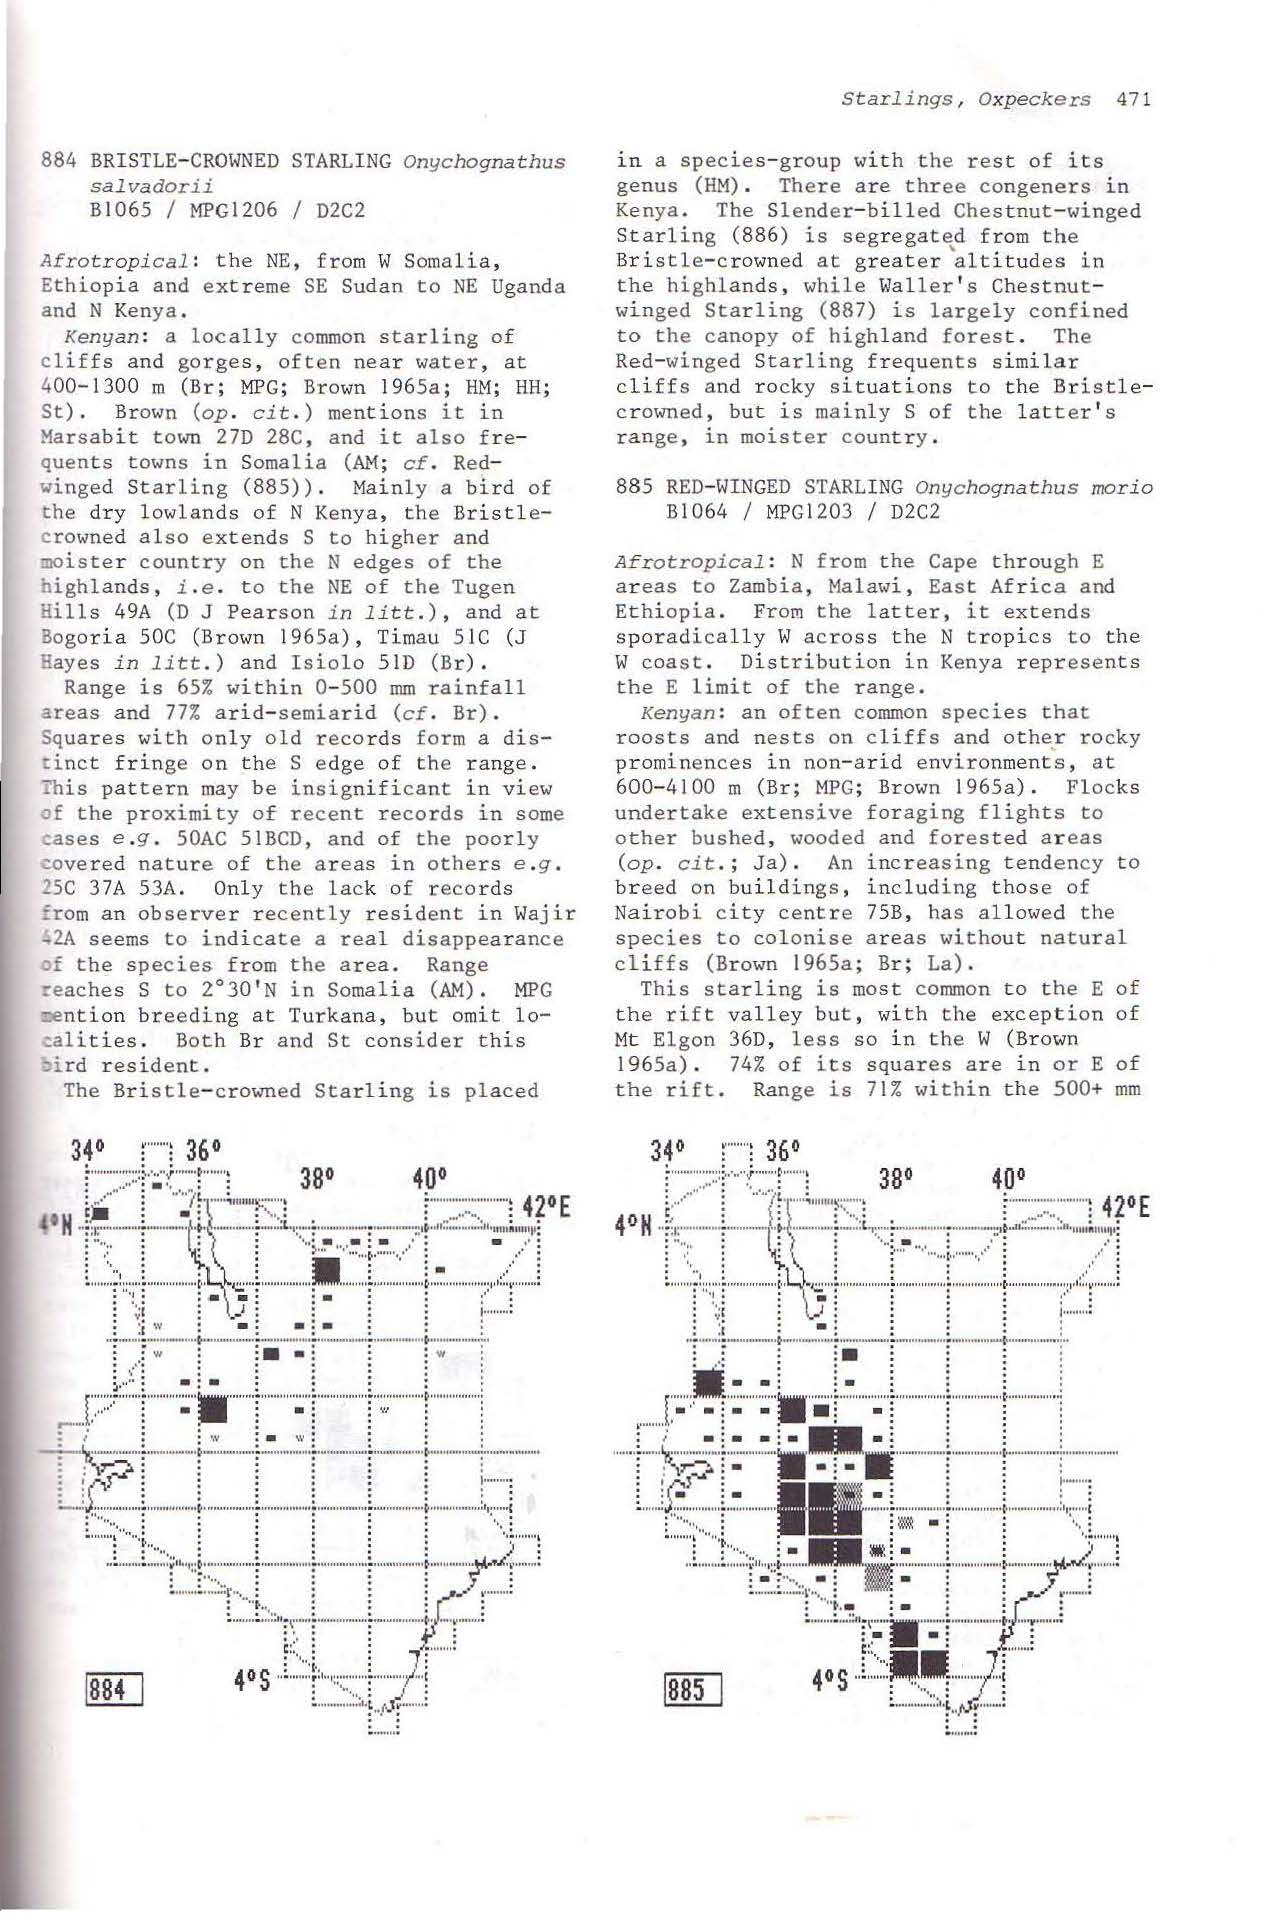 Starlings, Oxpeckers 471
884 BRISTLE-CROWNED STARLING Onychognathus
salvadorii
B1065 / MPG1206 / D2C2
Afrotropical: the NE, from W Somalia,
Ethiopia and extreme SE Sudan to NE Uganda
and N Kenya.
Kenyan: a locally common starling of
cliffs and gorges, often near water, at
400-1300 m (Br; MPG; Brown 1965a; HM; HH;
St). Brown (op. cit.) mentions it in
Marsabit town 27D 28C, and it also fre-
quents towns in Somalia (AM; cf. Red-
winged Starling (885)). Mainly a bird of
the dry lowlands of N Kenya, the Bristle-
crowned also extends S to higher and
moister country on the N edges of the
highlands, i.e. to the NE of the Tugen
Hills 49A (D J Pearson in litt.), and at
Bogoria 50C (Brown 1965a), Timau 51C (J
Hayes in litt.) and Isiolo 51D (Br).
Range is 65% within 0-500 mm rainfall
areas and 77% arid-semiarid (cf. Br).
Squares with only old records form a dis-
tinct fringe on the S edge of the range.
This pattern may be insignificant in view
of the proximity of recent records in some
cases e.g. 50AC 51BCD, and of the poorly
covered nature of the areas in others e.g.
25C 37A 53A. Only the lack of records
from an observer recently resident in Wajir
42A seems to indicate a real disappearance
of the species from the area. Range
reaches S to 2°30'N in Somalia (AM). MPG
mention breeding at Turkana, but omit lo-
calities. Both Br and St consider this
bird resident.
The Bristle-crowned Starling is placed
in a species-group with the rest of its
genus (HM). There are three congeners in
Kenya. The Slender-billed Chestnut-winged
Starling (886) is segregated from the
Bristle-crowned at greater altitudes in
the highlands, while Waller's Chestnut-
winged Starling (887) is largely confined
to the canopy of highland forest. The
Red-winged Starling frequents similar
cliffs and rocky situations to the Bristle-
crowned, but is mainly S of the latter's
range, in moister country.
885 RED-WINGED STARLING Onychognathus morio
B1064 / MPG1203 / D2C2
Afrotropical: N from the Cape through E
areas to Zambia, Malawi, East Africa and
Ethiopia. From the latter, it extends
sporadically W across the N tropics to the
W coast. Distribution in Kenya represents
the E limit of the range.
Kenyan: an often common species that
roosts and nests on cliffs and other rocky
prominences in non-arid environments, at
600-4100 m (Br; MPG; Brown 1965a). Flocks
undertake extensive foraging flights to
other bushed, wooded and forested areas
(op. cit.; Ja). An increasing tendency to
breed on buildings, including those of
Nairobi city centre 75B, has allowed the
species to colonise areas without natural
cliffs (Brown 1965a; Br; La).
This starling is most common to the E of
the rift valley but, with the exception of
Mt Elgon 36D, less so in the W (Brown
1965a). 74% of its squares are in or E of
the rift. Range is 71% within the 500+ mm
34° 36°
38° 40°
42°E
4°N
4°S
884
34° 36°
38° 40°
42°E
4°N
4°S
885